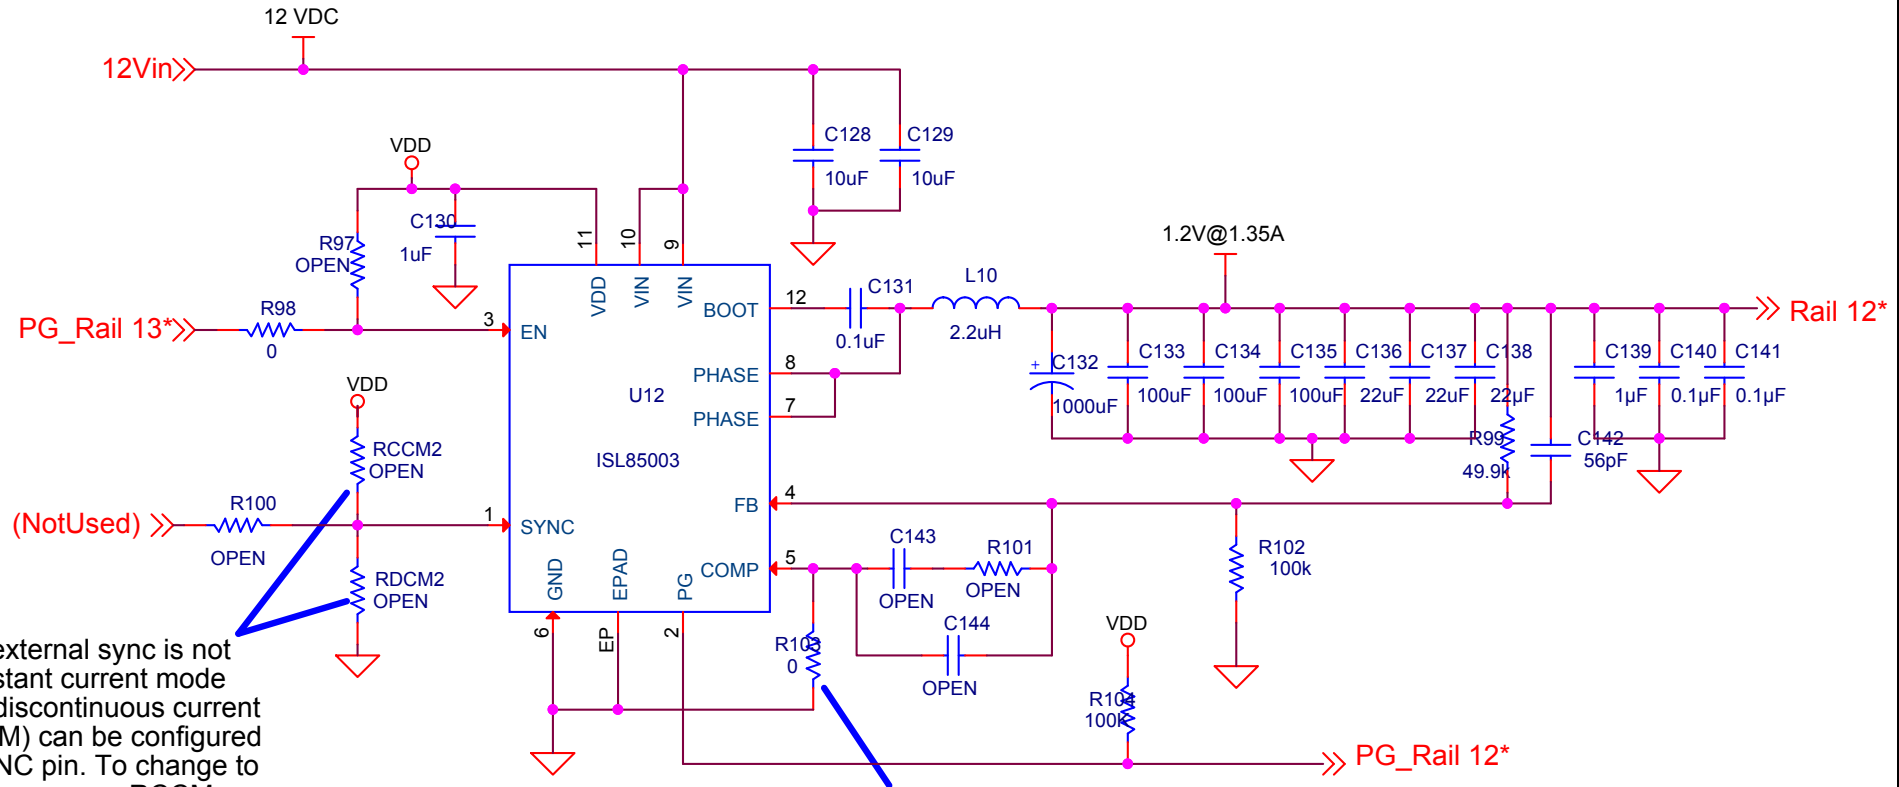 12 VDC
12Vin
VDD
C128
10uF
C129
10uF
C130
1uF
R97
OPEN
11
10
9
1.2V@1.35A
PG_Rail 13*
R98
0
3
EN
VDD
VIN
VIN
BOOT
12
C131
0.1uF
L10
2.2uH
Rail 12*
PHASE
8
PHASE
7
U12
ISL85003
+
C132
1000uF
C133
100uF
C134
100uF
C135
100uF
C136
22uF
C137
22uF
C138
22µF
C139
1µF
C140
0.1µF
C141
0.1µF
R99
49.9k
C142
56pF
VDD
RCCM2
OPEN
(NotUsed)
R100
OPEN
1
SYNC
RDCM2
OPEN
FB
4
COMP
5
C143
OPEN
R101
OPEN
C144
OPEN
R102
100k
GND
EPAD
PG
6
EP
2
R103
0
VDD
R104
100K
PG_Rail 12*
external sync is not
stant current mode
discontinuous current
M) can be configured
NC pin. To change to